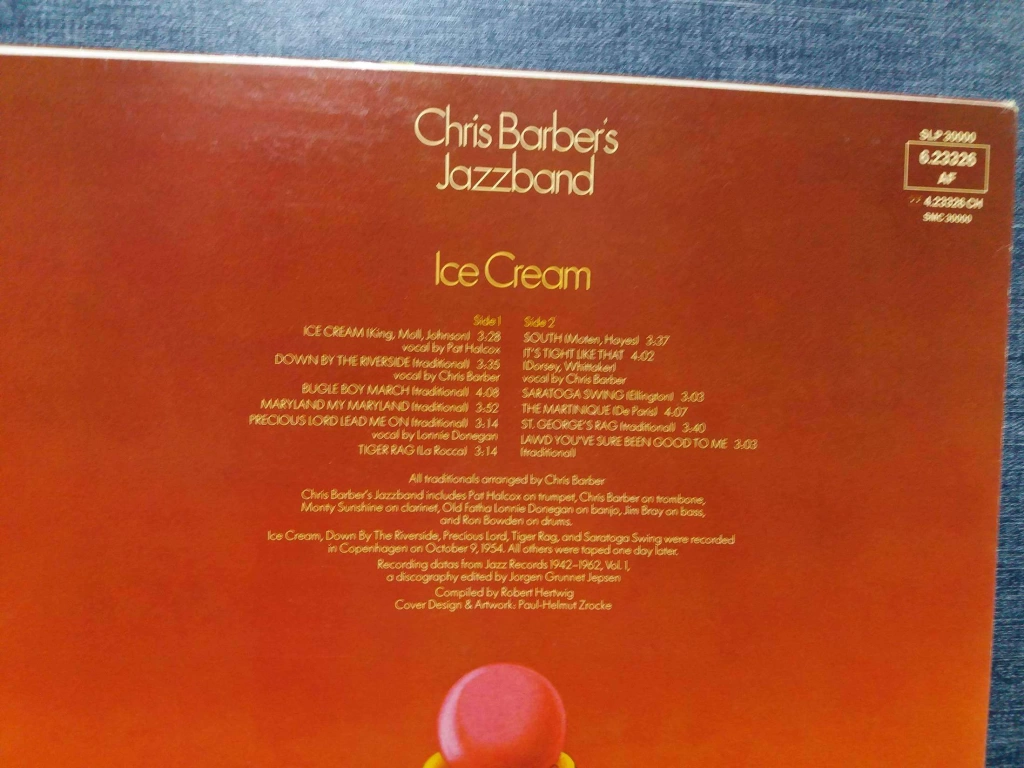 Chris Barber's
Jazzband
SLP 30000
6.23326
AF
4.23326 CH
SMC 30000
Ice Cream
Side 1
ICE CREAM (King, Moll, Johnson) 3:28
vocal by Pat Halcox
DOWN BY THE RIVERSIDE (traditional) 3:35
vocal by Chris Barber
BUGLE BOY MARCH (traditional) 4:08
MARYLAND MY MARYLAND (traditional) 3:52
PRECIOUS LORD LEAD ME ON (traditional) 3:14
vocal by Lonnie Donegan
TIGER RAG (La Rocca) 3:14
Side 2
SOUTH (Moten, Hayes) 3:37
IT'S TIGHT LIKE THAT 4:02
(Dorsey, Whittaker)
vocal by Chris Barber
SARATOGA SWING (Ellington) 3:03
THE MARTINIQUE (De Paris) 4:07
ST. GEORGE'S RAG (traditional) 3:40
LAWD YOU'VE SURE BEEN GOOD TO ME 3:03
(traditional)
All traditionals arranged by Chris Barber
Chris Barber's Jazzband includes Pat Halcox on trumpet, Chris Barber on trombone,
Monty Sunshine on clarinet, Old Fatha Lonnie Donegan on banjo, Jim Bray on bass,
and Ron Bowden on drums.
Ice Cream, Down By The Riverside, Precious Lord, Tiger Rag, and Saratoga Swing were recorded
in Copenhagen on October 9, 1954. All others were taped one day later.
Recording datas from Jazz Records 1942-1962, Vol. 1,
a discography edited by Jorgen Grunnet Jepsen
Compiled by Robert Hertwig
Cover Design & Artwork: Paul-Helmut Zrocke